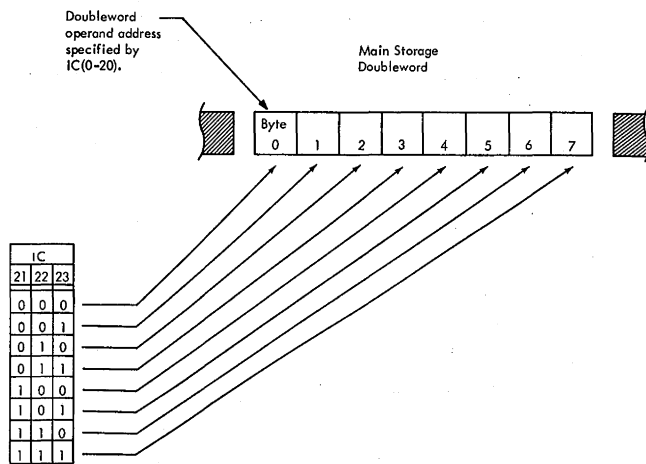 Doubleword
operand address
specified by
IC(0-20).
Main Storage
Doubleword
Byte
0 1 2 3 4 5 6 7
IC
21 22 23
0 0 0
0 0 1
0 1 0
0 1 1
1 0 0
1 0 1
1 1 0
1 1 1